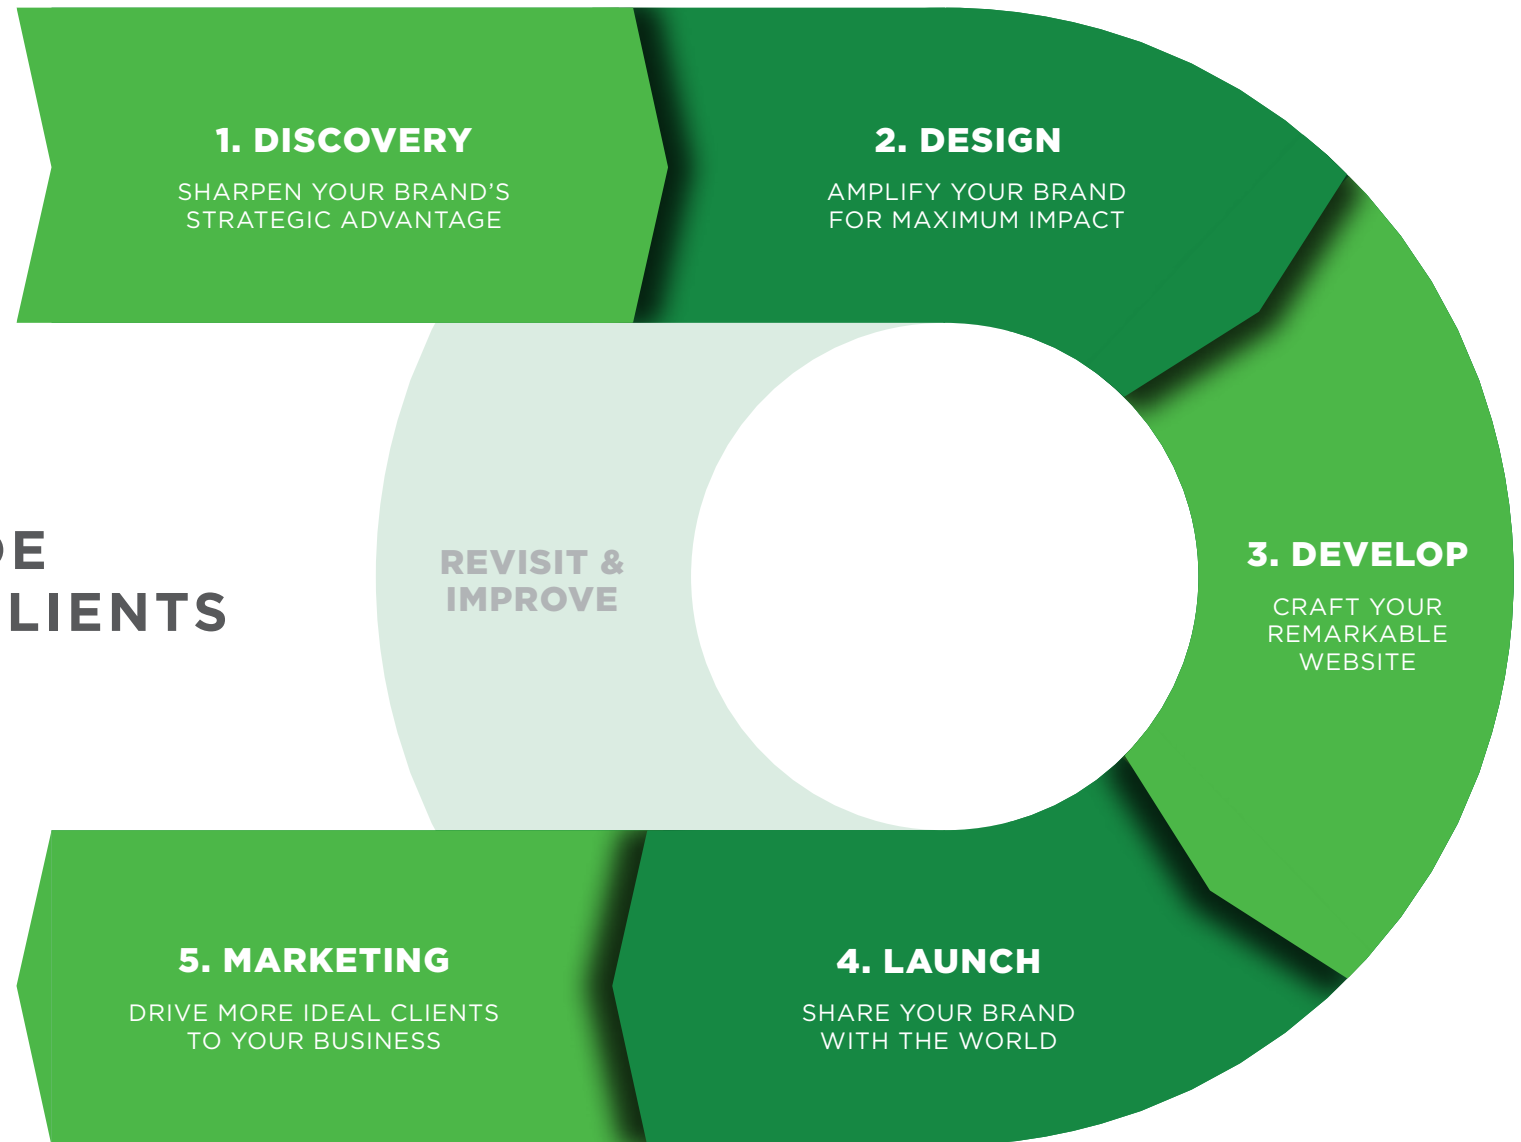 1. DISCOVERY
SHARPEN YOUR BRAND’S
STRATEGIC ADVANTAGE
2. DESIGN
AMPLIFY YOUR BRAND
FOR MAXIMUM IMPACT
3. DEVELOP
CRAFT YOUR
REMARKABLE
WEBSITE
4. LAUNCH
SHARE YOUR BRAND
WITH THE WORLD
5. MARKETING
DRIVE MORE IDEAL CLIENTS
TO YOUR BUSINESS
REVISIT &
IMPROVE
LIENTS